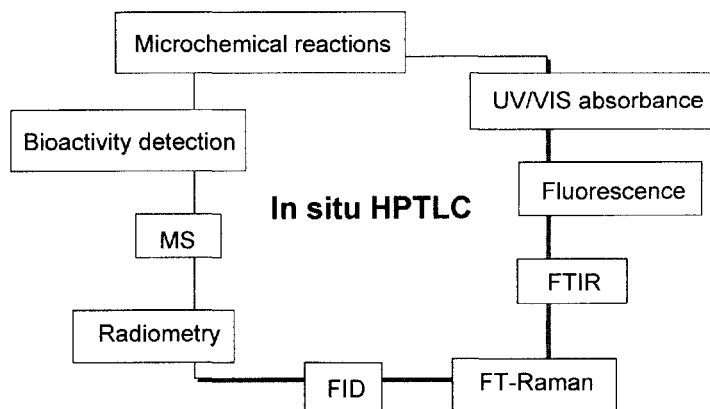 Microchemical reactions
UV/VIS absorbance
Bioactivity detection
Fluorescence
In situ HPTLC
MS
FTIR
Radiometry
FID
FT-Raman